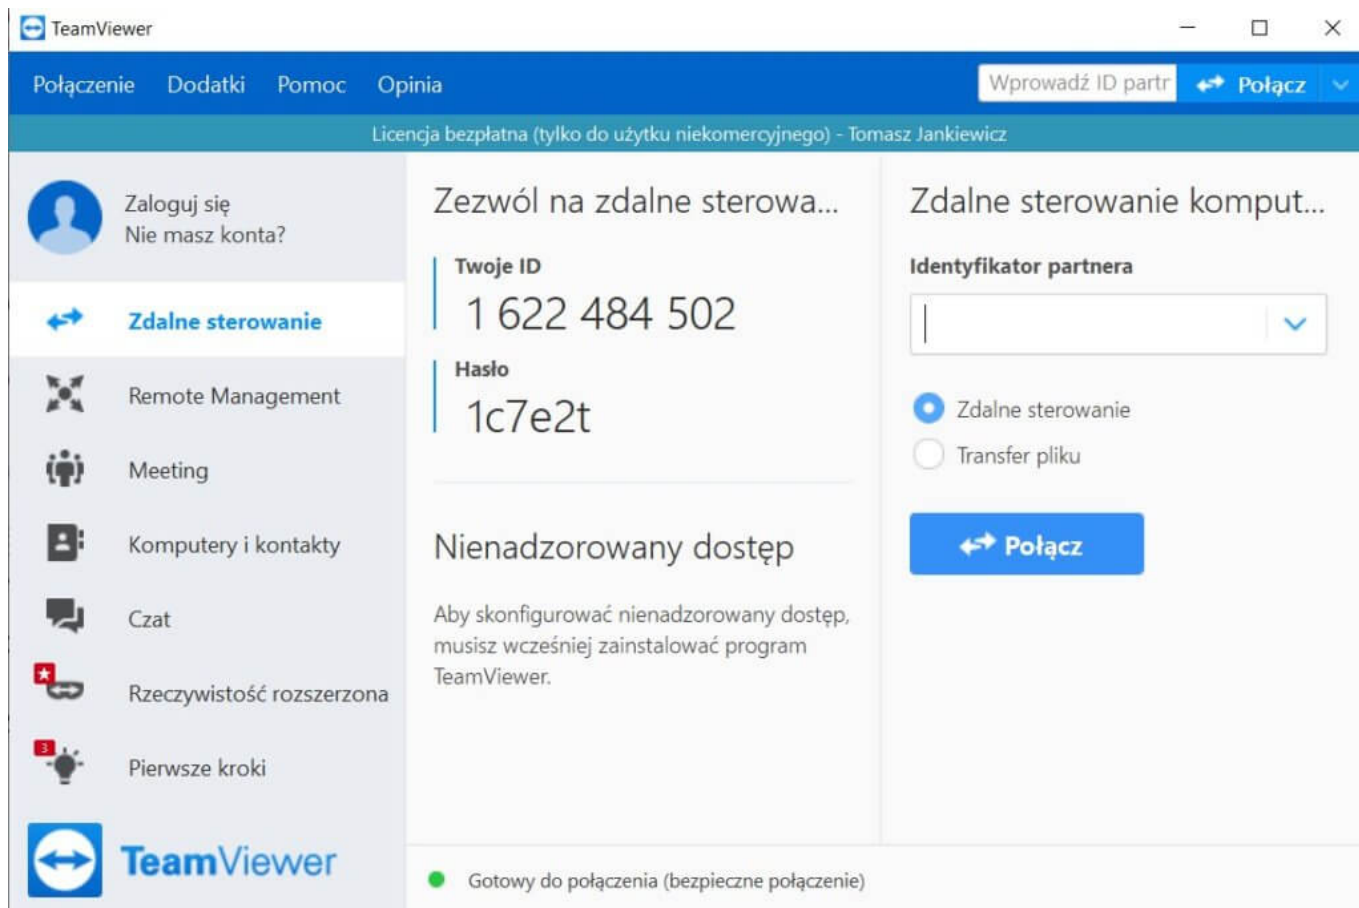 TeamViewer
Połączenie Dodatki Pomoc Opinia
Wprowadź ID partr
Połącz
Licencja bezpłatna (tylko do użytku niekomercyjnego) - Tomasz Jankiewicz
Zaloguj się
Nie masz konta?
Zdalne sterowanie
Remote Management
Meeting
Komputery i kontakty
Czat
Rzeczywistość rozszerzona
3
Pierwsze kroki
TeamViewer
Zezwól na zdalne sterowa...
Twoje ID
1 622 484 502
Hasło
1c7e2t
Nienadzorowany dostęp
Aby skonfigurować nienadzorowany dostęp,
musisz wcześniej zainstalować program
TeamViewer.
Zdalne sterowanie komput...
Identyfikator partnera
Zdalne sterowanie
Transfer pliku
Połącz
Gotowy do połączenia (bezpieczne połączenie)